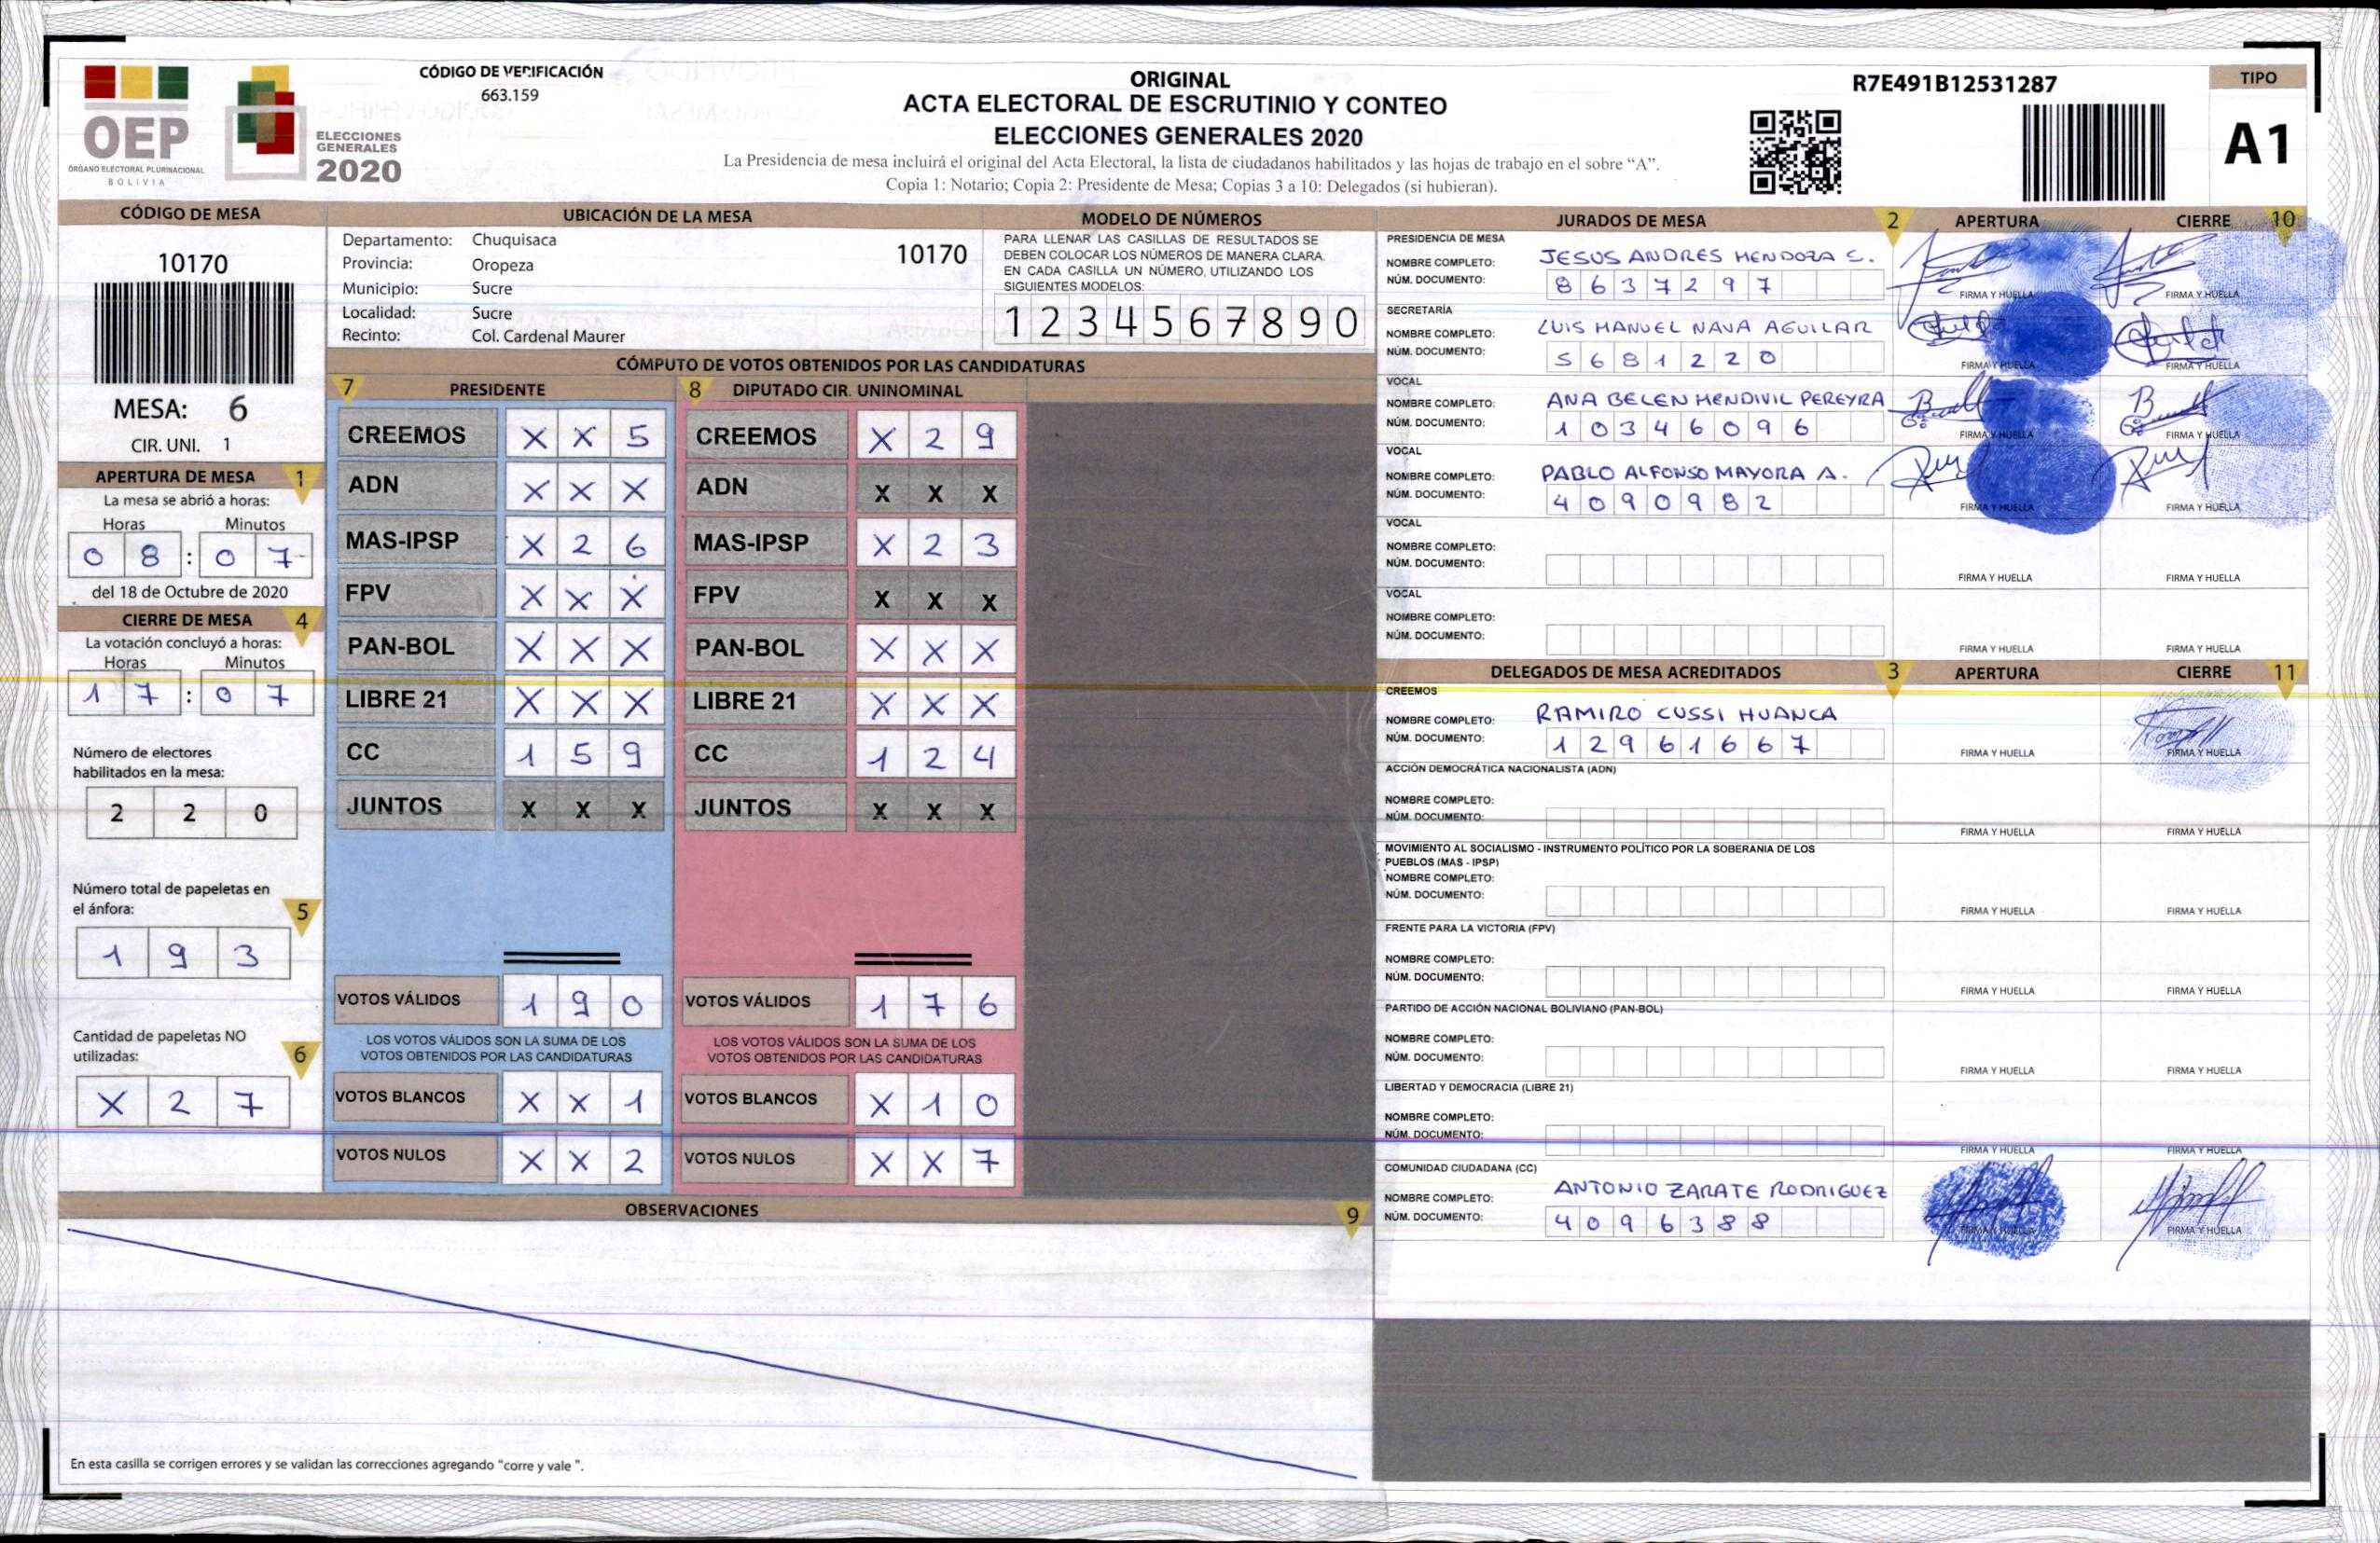 OEP
ÓRGANO ELECTORAL PLURINACIONAL
BOLIVIA
ELECCIONES
GENERALES
2020
CÓDIGO DE VERIFICACIÓN
663.159
ORIGINAL
ACTA ELECTORAL DE ESCRUTINIO Y CONTEO
ELECCIONES GENERALES 2020
La Presidencia de mesa incluirá el original del Acta Electoral, la lista de ciudadanos habilitados y las hojas de trabajo en el sobre “A”.
Copia 1: Notario; Copia 2: Presidente de Mesa; Copias 3 a 10: Delegados (si hubieran).
R7E491B12531287
TIPO
A1
CÓDIGO DE MESA
10170
MESA: 6
CIR. UNI. 1
APERTURA DE MESA 1
La mesa se abrió a horas:
Horas Minutos
0 8 : 0 7
del 18 de Octubre de 2020
CIERRE DE MESA 4
La votación concluyó a horas:
Horas Minutos
1 7 : 0 7
Número de electores
habilitados en la mesa:
2 2 0
Número total de papeletas en
el ánfora: 5
1 9 3
Cantidad de papeletas NO
utilizadas: 6
X 2 7
UBICACIÓN DE LA MESA
Departamento: Chuquisaca 10170
Provincia: Oropeza
Municipio: Sucre
Localidad: Sucre
Recinto: Col. Cardenal Maurer
MODELO DE NÚMEROS
PARA LLENAR LAS CASILLAS DE RESULTADOS SE
DEBEN COLOCAR LOS NÚMEROS DE MANERA CLARA.
EN CADA CASILLA UN NÚMERO, UTILIZANDO LOS
SIGUIENTES MODELOS:
1 2 3 4 5 6 7 8 9 0
CÓMPUTO DE VOTOS OBTENIDOS POR LAS CANDIDATURAS
7 PRESIDENTE
CREEMOS X X 5
ADN X X X
MAS-IPSP X 2 6
FPV X X X
PAN-BOL X X X
LIBRE 21 X X X
CC 1 5 9
JUNTOS X X X
VOTOS VÁLIDOS 1 9 0
LOS VOTOS VÁLIDOS SON LA SUMA DE LOS
VOTOS OBTENIDOS POR LAS CANDIDATURAS
VOTOS BLANCOS X X 1
VOTOS NULOS X X 2
8 DIPUTADO CIR. UNINOMINAL
CREEMOS X 2 9
ADN X X X
MAS-IPSP X 2 3
FPV X X X
PAN-BOL X X X
LIBRE 21 X X X
CC 1 2 4
JUNTOS X X X
VOTOS VÁLIDOS 1 7 6
LOS VOTOS VÁLIDOS SON LA SUMA DE LOS
VOTOS OBTENIDOS POR LAS CANDIDATURAS
VOTOS BLANCOS X 1 0
VOTOS NULOS X X 7
OBSERVACIONES 9
En esta casilla se corrigen errores y se validan las correcciones agregando “corre y vale ”.
JURADOS DE MESA 2 APERTURA CIERRE 10
PRESIDENCIA DE MESA
NOMBRE COMPLETO: JESUS ANDRES MENDOZA S.
NÚM. DOCUMENTO: 8 6 3 7 2 9 7
FIRMA Y HUELLA FIRMA Y HUELLA
SECRETARÍA
NOMBRE COMPLETO: LUIS MANUEL NAVA AGUILAR
NÚM. DOCUMENTO: 5 6 8 1 2 2 0
FIRMA Y HUELLA FIRMA Y HUELLA
VOCAL
NOMBRE COMPLETO: ANA BELEN MENDIVIL PEREYRA
NÚM. DOCUMENTO: 1 0 3 4 6 0 9 6
FIRMA Y HUELLA FIRMA Y HUELLA
VOCAL
NOMBRE COMPLETO: PABLO ALFONSO MAYORA A.
NÚM. DOCUMENTO: 4 0 9 0 9 8 2
FIRMA Y HUELLA FIRMA Y HUELLA
VOCAL
NOMBRE COMPLETO:
NÚM. DOCUMENTO:
FIRMA Y HUELLA FIRMA Y HUELLA
VOCAL
NOMBRE COMPLETO:
NÚM. DOCUMENTO:
FIRMA Y HUELLA FIRMA Y HUELLA
DELEGADOS DE MESA ACREDITADOS 3 APERTURA CIERRE 11
CREEMOS
NOMBRE COMPLETO: RAMIRO CUSSI HUANCA
NÚM. DOCUMENTO: 1 2 9 6 1 6 6 7
FIRMA Y HUELLA FIRMA Y HUELLA
ACCIÓN DEMOCRÁTICA NACIONALISTA (ADN)
NOMBRE COMPLETO:
NÚM. DOCUMENTO:
FIRMA Y HUELLA FIRMA Y HUELLA
MOVIMIENTO AL SOCIALISMO - INSTRUMENTO POLÍTICO POR LA SOBERANIA DE LOS
PUEBLOS (MAS - IPSP)
NOMBRE COMPLETO:
NÚM. DOCUMENTO:
FIRMA Y HUELLA FIRMA Y HUELLA
FRENTE PARA LA VICTORIA (FPV)
NOMBRE COMPLETO:
NÚM. DOCUMENTO:
FIRMA Y HUELLA FIRMA Y HUELLA
PARTIDO DE ACCIÓN NACIONAL BOLIVIANO (PAN-BOL)
NOMBRE COMPLETO:
NÚM. DOCUMENTO:
FIRMA Y HUELLA FIRMA Y HUELLA
LIBERTAD Y DEMOCRACIA (LIBRE 21)
NOMBRE COMPLETO:
NÚM. DOCUMENTO:
FIRMA Y HUELLA FIRMA Y HUELLA
COMUNIDAD CIUDADANA (CC)
NOMBRE COMPLETO: ANTONIO ZARATE RODRIGUEZ
NÚM. DOCUMENTO: 4 0 9 6 3 8 8
FIRMA Y HUELLA FIRMA Y HUELLA